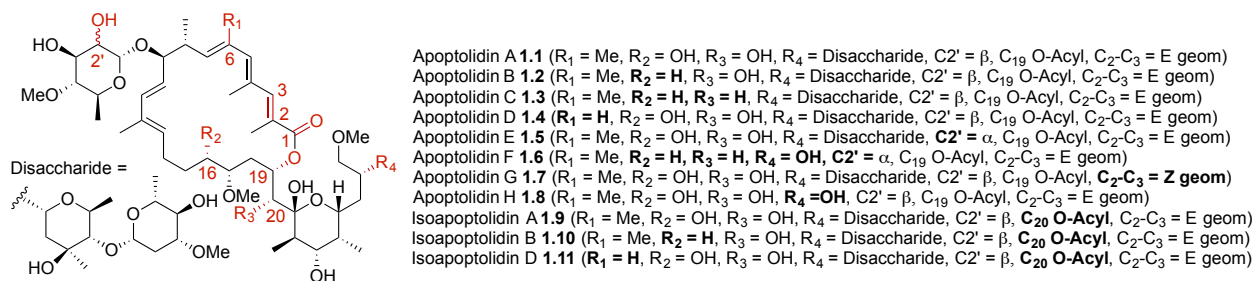 OH
HO
2'
MeO
O
O
R1
6
3
2
1
O
O
R2
16
19
OMe
R3
20
HO
O
H
OH
OMe
R4
Disaccharide =
O
O
HO
O
OH
OMe
Apoptolidin A 1.1 (R1 = Me, R2 = OH, R3 = OH, R4 = Disaccharide, C2' = β, C19 O-Acyl, C2-C3 = E geom)
Apoptolidin B 1.2 (R1 = Me, R2 = H, R3 = OH, R4 = Disaccharide, C2' = β, C19 O-Acyl, C2-C3 = E geom)
Apoptolidin C 1.3 (R1 = Me, R2 = H, R3 = H, R4 = Disaccharide, C2' = β, C19 O-Acyl, C2-C3 = E geom)
Apoptolidin D 1.4 (R1 = H, R2 = OH, R3 = OH, R4 = Disaccharide, C2' = β, C19 O-Acyl, C2-C3 = E geom)
Apoptolidin E 1.5 (R1 = Me, R2 = OH, R3 = OH, R4 = Disaccharide, C2' = α, C19 O-Acyl, C2-C3 = E geom)
Apoptolidin F 1.6 (R1 = Me, R2 = H, R3 = H, R4 = OH, C2' = α, C19 O-Acyl, C2-C3 = E geom)
Apoptolidin G 1.7 (R1 = Me, R2 = OH, R3 = OH, R4 = Disaccharide, C2' = β, C19 O-Acyl, C2-C3 = Z geom)
Apoptolidin H 1.8 (R1 = Me, R2 = OH, R3 = OH, R4 =OH, C2' = β, C19 O-Acyl, C2-C3 = E geom)
Isoapoptolidin A 1.9 (R1 = Me, R2 = OH, R3 = OH, R4 = Disaccharide, C2' = β, C20 O-Acyl, C2-C3 = E geom)
Isoapoptolidin B 1.10 (R1 = Me, R2 = H, R3 = OH, R4 = Disaccharide, C2' = β, C20 O-Acyl, C2-C3 = E geom)
Isoapoptolidin D 1.11 (R1 = H, R2 = OH, R3 = OH, R4 = Disaccharide, C2' = β, C20 O-Acyl, C2-C3 = E geom)